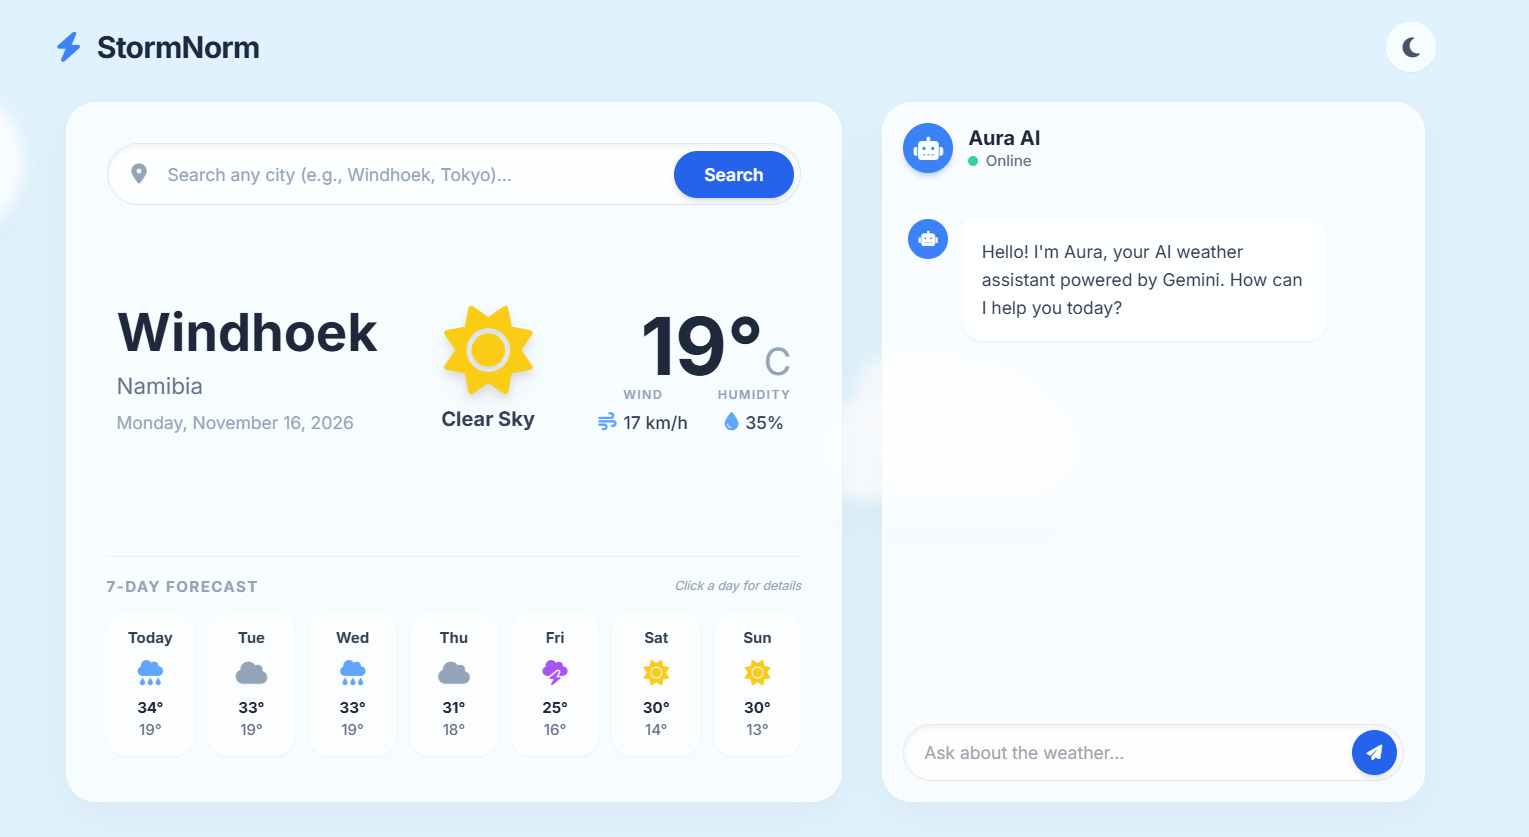 StormNorm
Search any city (e.g., Windhoek, Tokyo)...
Search
Windhoek
Namibia
Monday, November 16, 2026
Clear Sky
19°C
WIND
HUMIDITY
17 km/h
35%
7-DAY FORECAST
Click a day for details
Today
34°
19°
Tue
33°
19°
Wed
33°
19°
Thu
31°
18°
Fri
25°
16°
Sat
30°
14°
Sun
30°
13°
Aura AI
Online
Hello! I'm Aura, your AI weather
assistant powered by Gemini. How can
I help you today?
Ask about the weather...